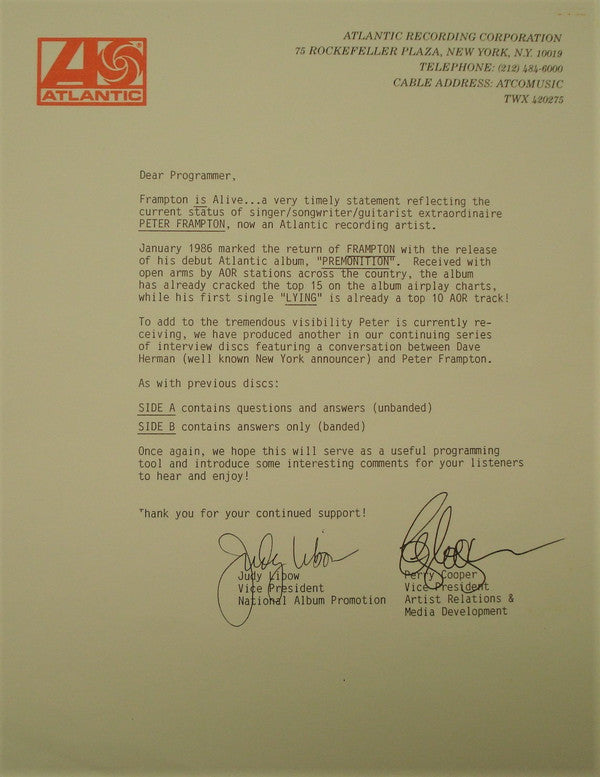 ATLANTIC
ATLANTIC RECORDING CORPORATION
75 ROCKEFELLER PLAZA, NEW YORK, N.Y. 10019
TELEPHONE: (212) 484-6000
CABLE ADDRESS: ATCOMUSIC
TWX 420275
Dear Programmer,
Frampton is Alive...a very timely statement reflecting the
current status of singer/songwriter/guitarist extraordinaire
PETER FRAMPTON, now an Atlantic recording artist.
January 1986 marked the return of FRAMPTON with the release
of his debut Atlantic album, "PREMONITION". Received with
open arms by AOR stations across the country, the album
has already cracked the top 15 on the album airplay charts,
while his first single "LYING" is already a top 10 AOR track!
To add to the tremendous visibility Peter is currently re-
ceiving, we have produced another in our continuing series
of interview discs featuring a conversation between Dave
Herman (well known New York announcer) and Peter Frampton.
As with previous discs:
SIDE A contains questions and answers (unbanded)
SIDE B contains answers only (banded)
Once again, we hope this will serve as a useful programming
tool and introduce some interesting comments for your listeners
to hear and enjoy!
Thank you for your continued support!
Judy Libow
Judy Libow
Vice President
National Album Promotion
Perry Cooper
Vice President
Artist Relations &
Media Development